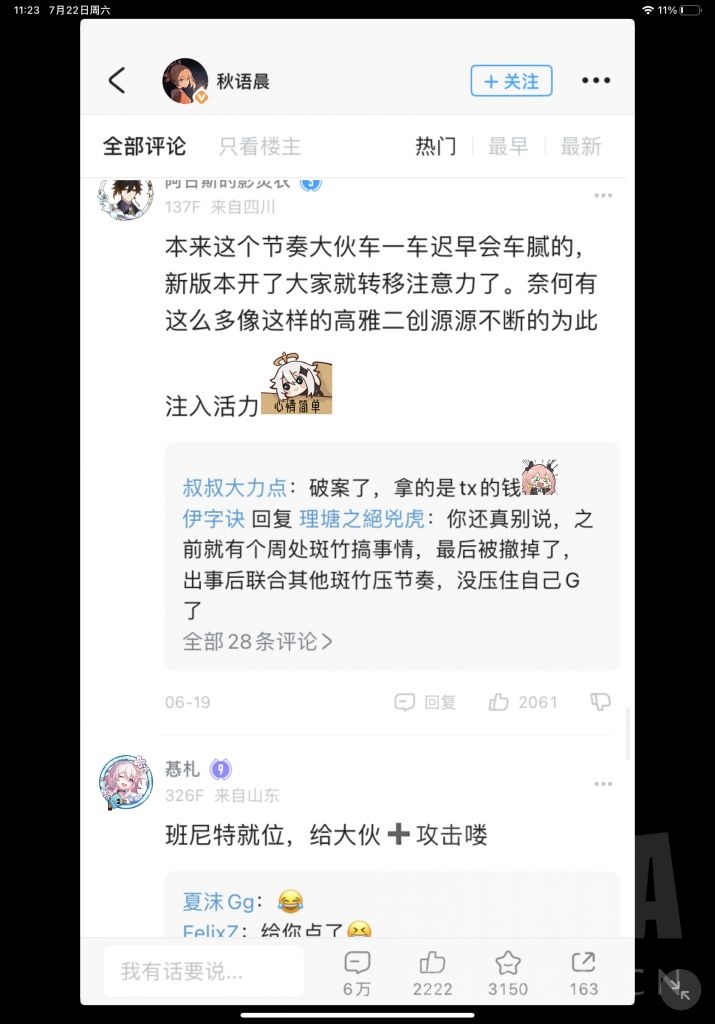 11:23 7月22日周六
11%
秋语晨
+ 关注
全部评论 只看楼主 热门 最早 最新
137F 来自四川
本来这个节奏大伙车一车迟早会车腻的，
新版本开了大家就转移注意力了。奈何有
这么多像这样的高雅二创源源不断的为此
注入活力
心情简单
叔叔大力点：破案了，拿的是tx的钱
伊字诀 回复 理塘之絕兇虎：你还真别说，之
前就有个周处斑竹搞事情，最后被撤掉了，
出事后联合其他斑竹压节奏，没压住自己G
了
全部28条评论>
06-19 回复 2061
惎札 9
326F 来自山东
班尼特就位，给大伙➕攻击喽
夏沫Gg：😂
FelixZ：给你点了😆
我有话要说...
6万 2222 3150 163
A
CN